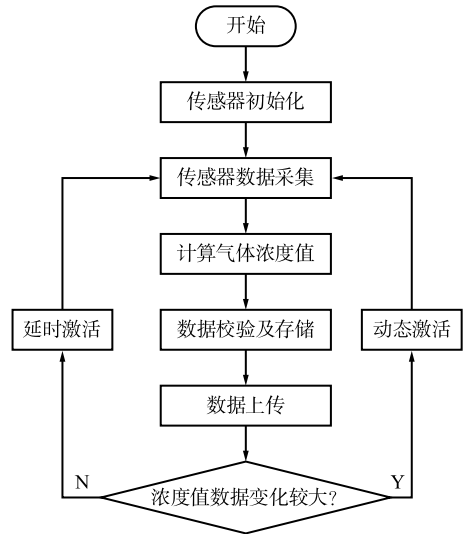 开始
传感器初始化
传感器数据采集
计算气体浓度值
延时激活
数据校验及存储
动态激活
数据上传
N
Y
浓度值数据变化较大?